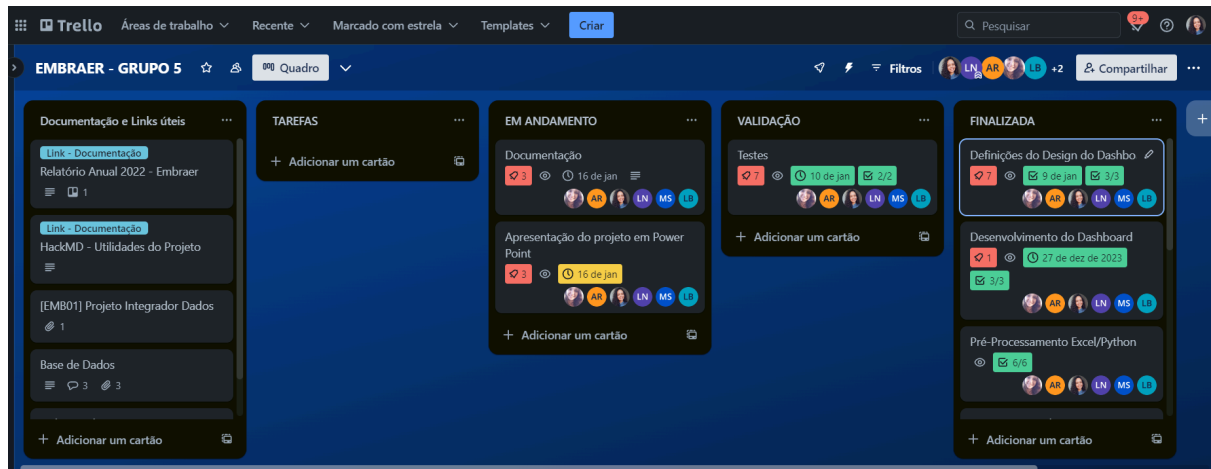 Trello
Áreas de trabalho
Recente
Marcado com estrela
Templates
Criar
Pesquisar
9+
EMBRAER - GRUPO 5
Quadro
Filtros
LN
AR
LB
+2
Compartilhar
Documentação e Links úteis
Link - Documentação
Relatório Anual 2022 - Embraer
1
Link - Documentação
HackMD - Utilidades do Projeto
[EMB01] Projeto Integrador Dados
1
Base de Dados
3 3
+ Adicionar um cartão
TAREFAS
+ Adicionar um cartão
EM ANDAMENTO
Documentação
3 16 de jan
AR LN MS LB
Apresentação do projeto em Power
Point
3 16 de jan
AR LN MS LB
+ Adicionar um cartão
VALIDAÇÃO
Testes
7 10 de jan 2/2
AR LN MS LB
+ Adicionar um cartão
FINALIZADA
Definições do Design do Dashbo
7 9 de jan 3/3
AR LN MS LB
Desenvolvimento do Dashboard
1 27 de dez de 2023
3/3
AR LN MS LB
Pré-Processamento Excel/Python
6/6
AR LN MS LB
+ Adicionar um cartão